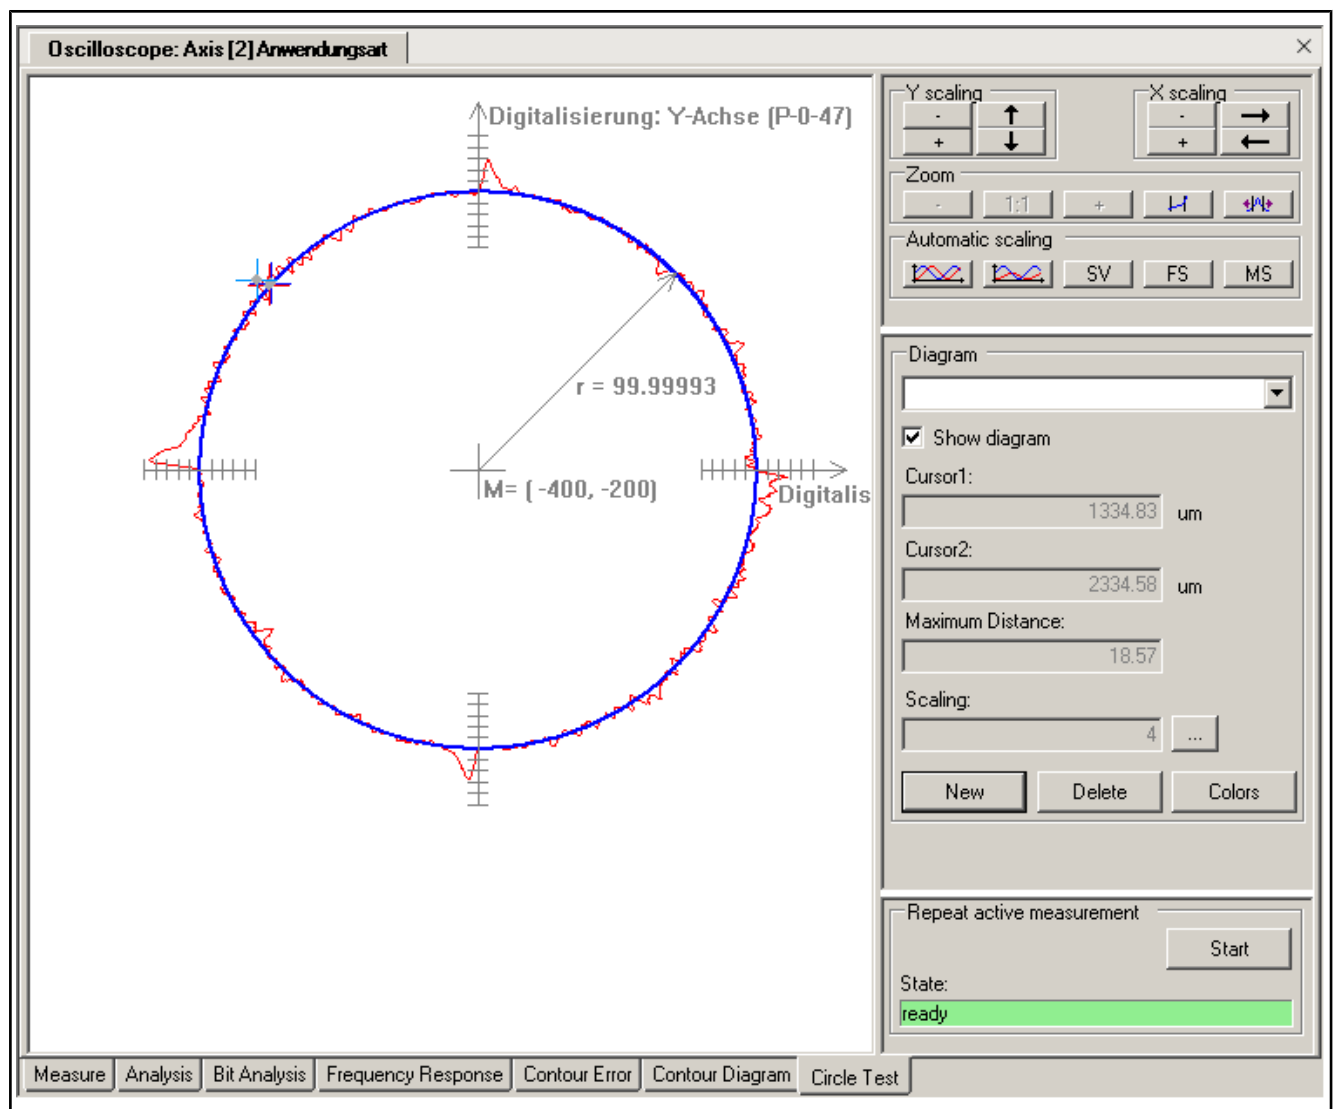 Oscilloscope: Axis [2] Anwendungsart
Digitalisierung: Y-Achse (P-0-47)
r = 99.99993
M= ( -400, -200)
Digitalis
Y scaling
-
+
X scaling
-
+
Zoom
-
1:1
+
Automatic scaling
SV
FS
MS
Diagram
Show diagram
Cursor1:
1334.83 um
Cursor2:
2334.58 um
Maximum Distance:
18.57
Scaling:
4 ...
New Delete Colors
Repeat active measurement
Start
State:
ready
Measure Analysis Bit Analysis Frequency Response Contour Error Contour Diagram Circle Test